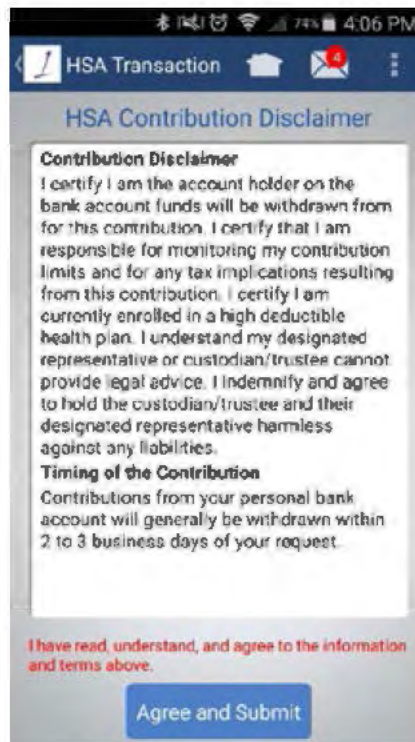 74% 4:06 PM
HSA Transaction
4
HSA Contribution Disclaimer
Contribution Disclaimer
I certify I am the account holder on the
bank account funds will be withdrawn from
for this contribution. I certify that I am
responsible for monitoring my contribution
limits and for any tax implications resulting
from this contribution. I certify I am
currently enrolled in a high deductible
health plan. I understand my designated
representative or custodian/trustee cannot
provide legal advice. I indemnify and agree
to hold the custodian/trustee and their
designated representative harmless
against any liabilities.
Timing of the Contribution
Contributions from your personal bank
account will generally be withdrawn within
2 to 3 business days of your request.
I have read, understand, and agree to the information
and terms above.
Agree and Submit